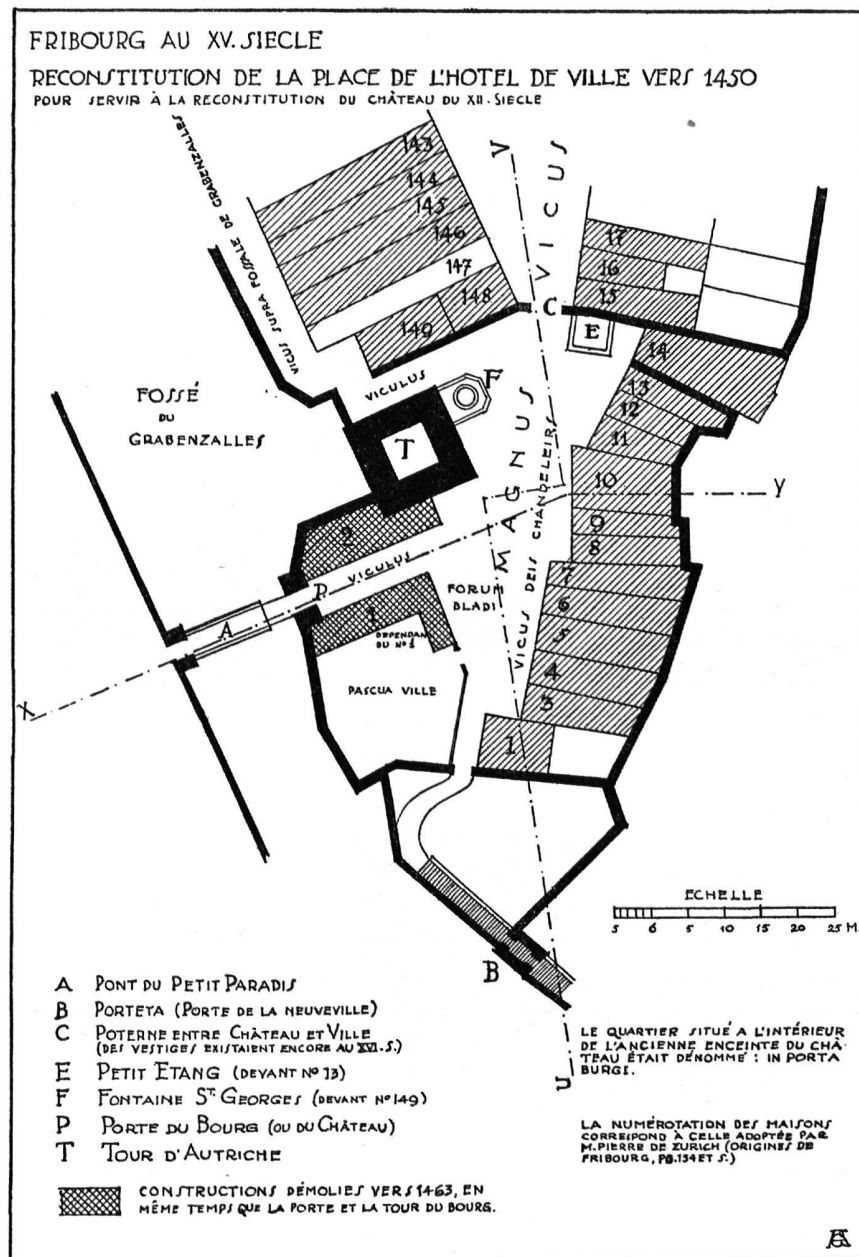 FRIBOURG AU XV. SIECLE
RECONSTITUTION DE LA PLACE DE L'HOTEL DE VILLE VERS 1450
POUR SERVIR À LA RECONSTITUTION DU CHÂTEAU DU XII. SIECLE
VICUS SUPRA FOSSALLE DE GRABENZALLES
143
144
145
146
147
148
149
V
VICUS
17
16
15
C
E
14
13
12
11
10
9
8
7
6
5
4
3
1
FOSSÉ
DU
GRABENZALLES
VICULUS
F
T
MAGNUS
VICUS DEIS CHANDELEIRS
Y
2
VICULUS
P
A
1
DEPENDAN
DU Nº 1
FORUM
BLADI
PASCUA VILLE
X
ECHELLE
5 6 5 10 15 20 25 M.
B
U
A PONT DU PETIT PARADIS
B PORTETA (PORTE DE LA NEUVEVILLE)
C POTERNE ENTRE CHÂTEAU ET VILLE
(DES VESTIGES EXISTAIENT ENCORE AU XVI. S.)
E PETIT ETANG (DEVANT Nº 13)
F FONTAINE ST. GEORGES (DEVANT Nº 149)
P PORTE DU BOURG (OU DU CHÂTEAU)
T TOUR D'AUTRICHE
CONSTRUCTIONS DÉMOLIES VERS 1463, EN
MÊME TEMPS QUE LA PORTE ET LA TOUR DU BOURG.
LE QUARTIER SITUÉ A L'INTÉRIEUR
DE L'ANCIENNE ENCEINTE DU CHÂ-
TEAU ÉTAIT DÉNOMMÉ : IN PORTA
BURGI.
LA NUMÉROTATION DES MAISONS
CORRESPOND À CELLE ADOPTÉE PAR
M. PIERRE DE ZURICH (ORIGINES DE
FRIBOURG, PG. 134 ET S.)